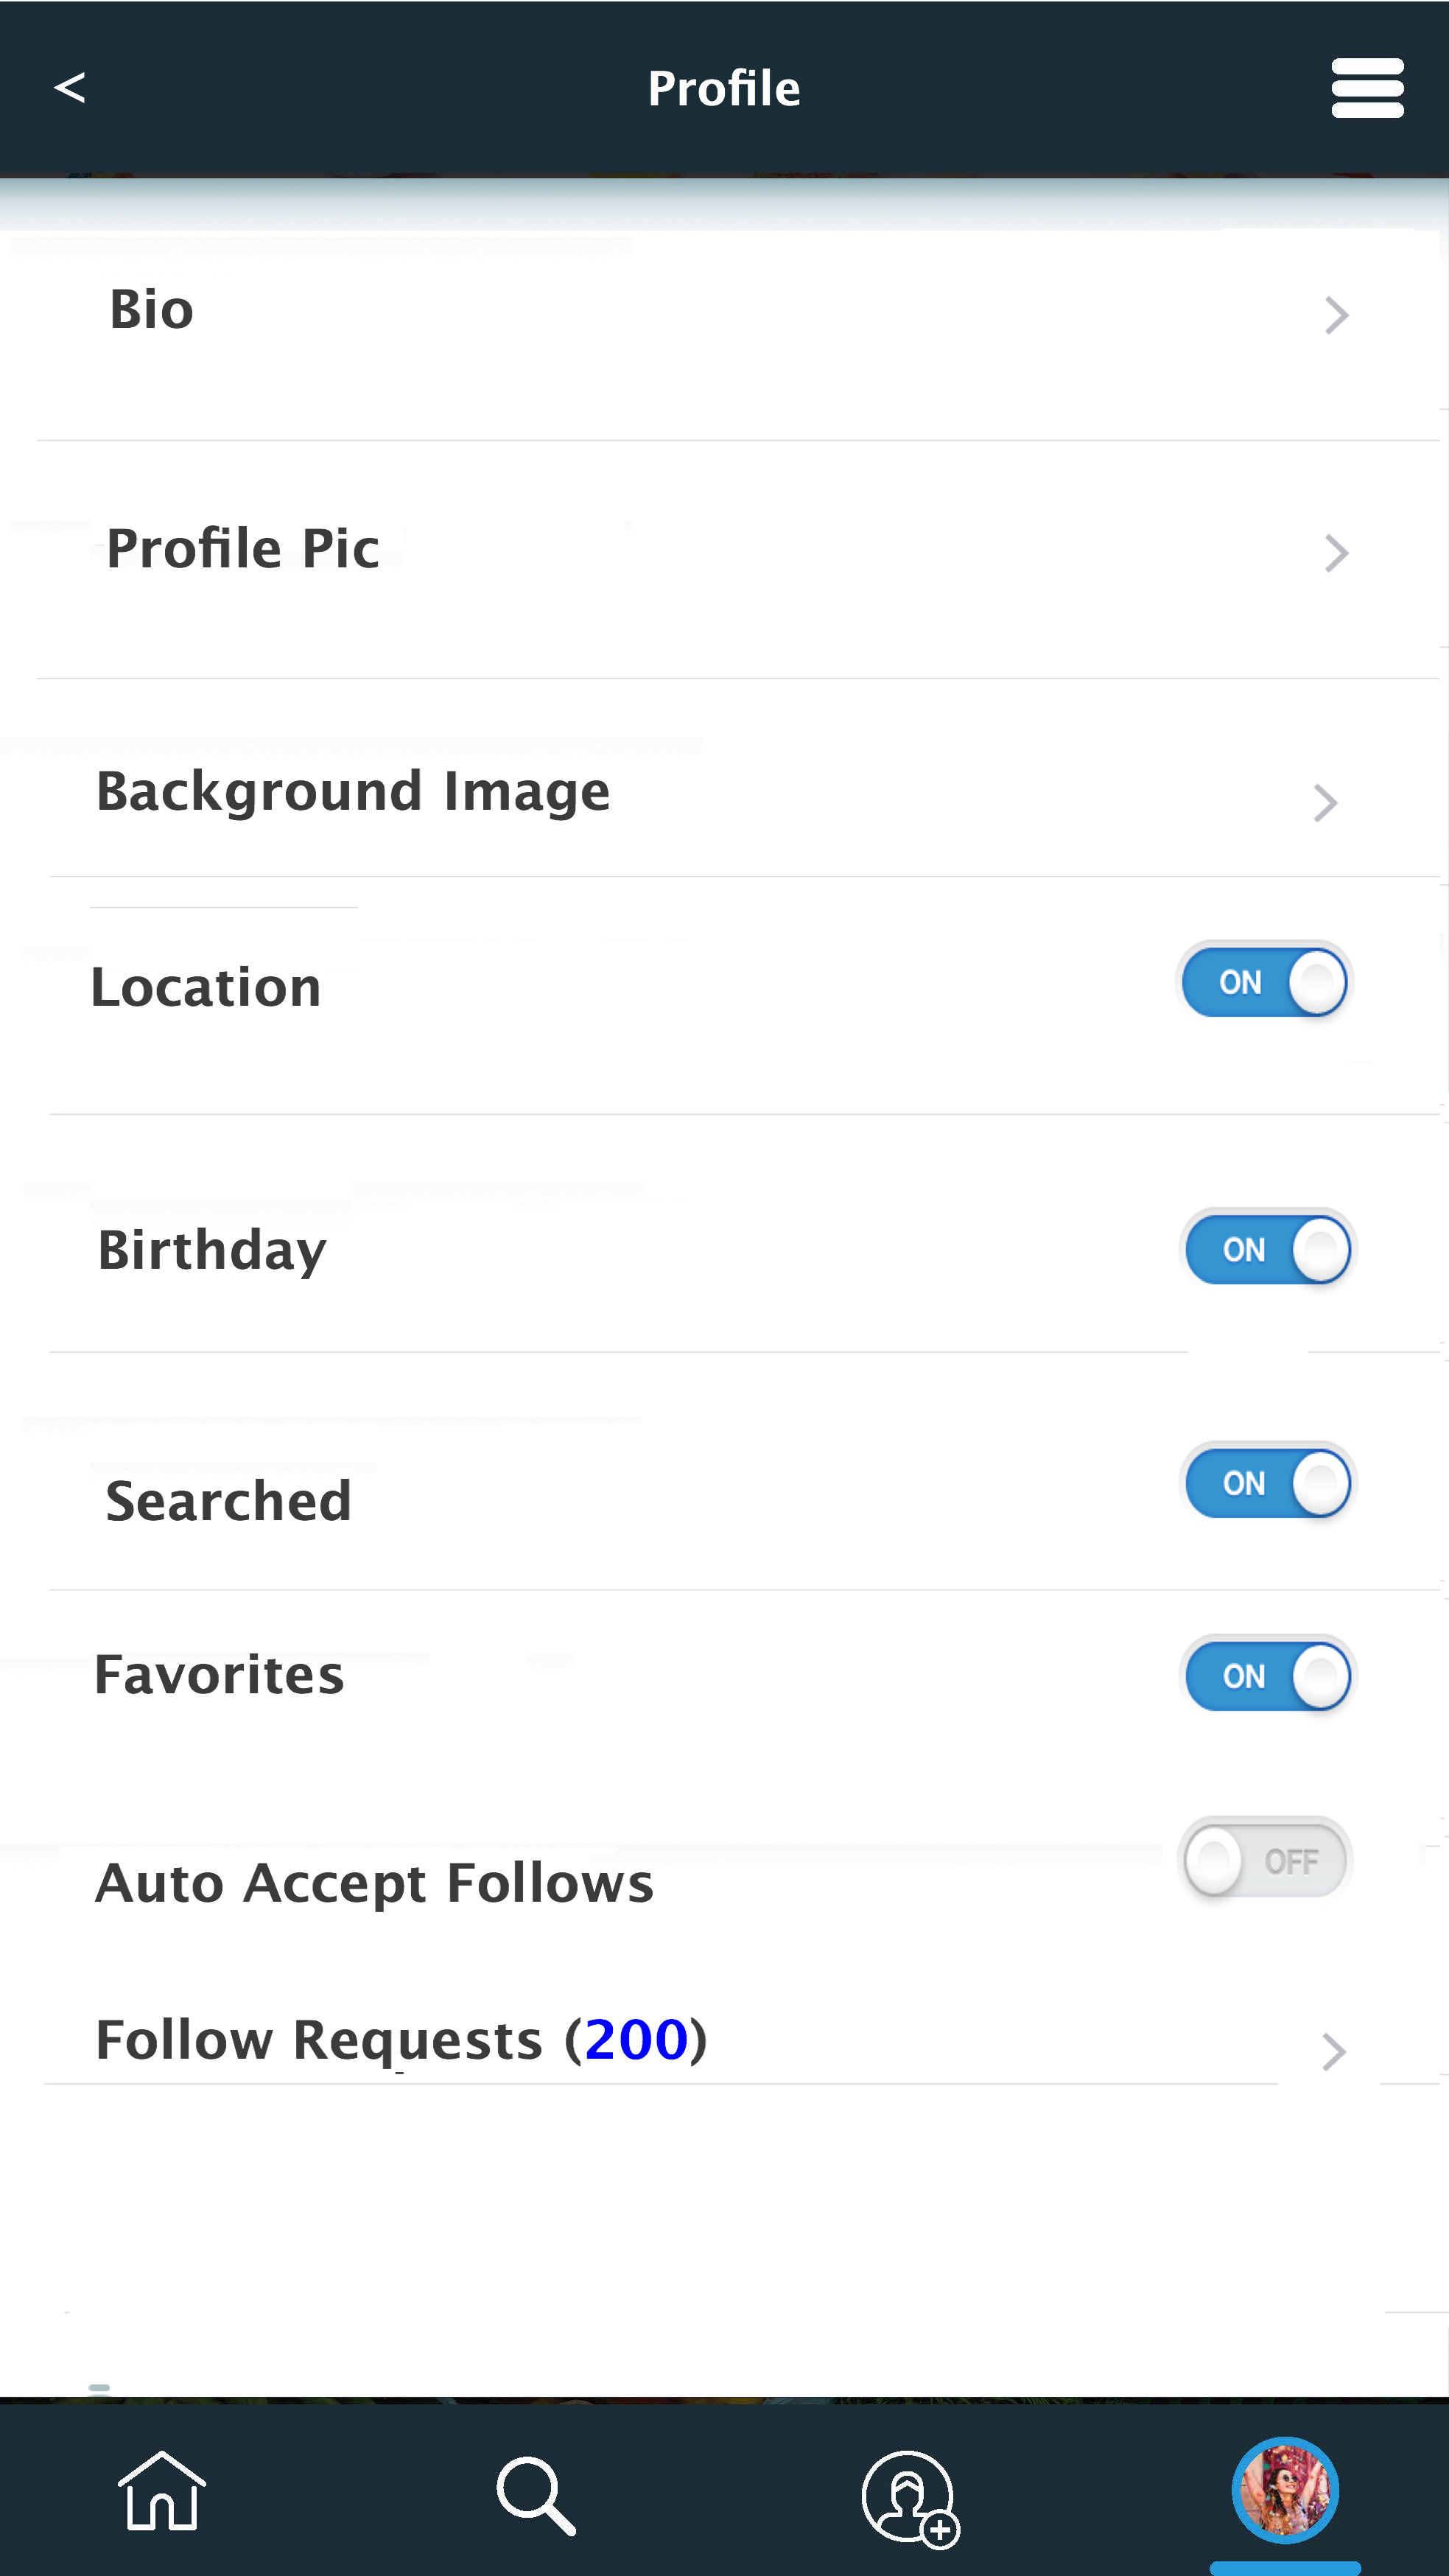 < Profile
Bio
Profile Pic
Background Image
Location ON
Birthday ON
Searched ON
Favorites ON
Auto Accept Follows OFF
Follow Requests (200)